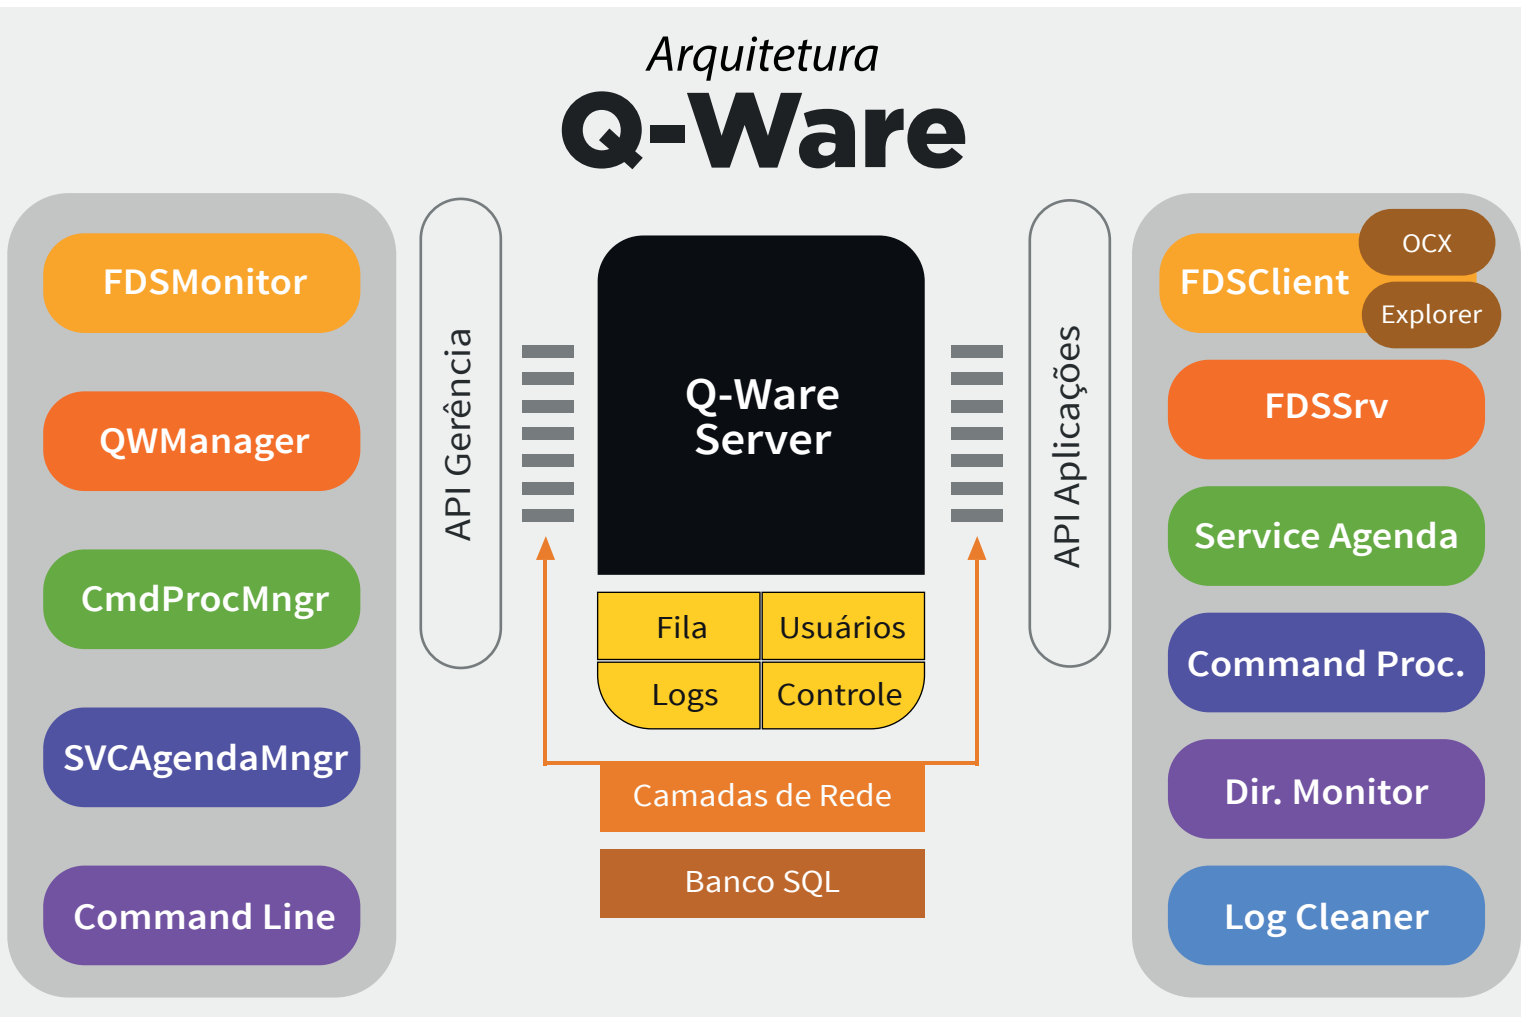 Arquitetura
Q-Ware
FDSMonitor
QWManager
CmdProcMngr
SVCAgendaMngr
Command Line
API Gerência
Q-Ware
Server
Fila
Usuários
Logs
Controle
Camadas de Rede
Banco SQL
API Aplicações
FDSClient
OCX
Explorer
FDSSrv
Service Agenda
Command Proc.
Dir. Monitor
Log Cleaner